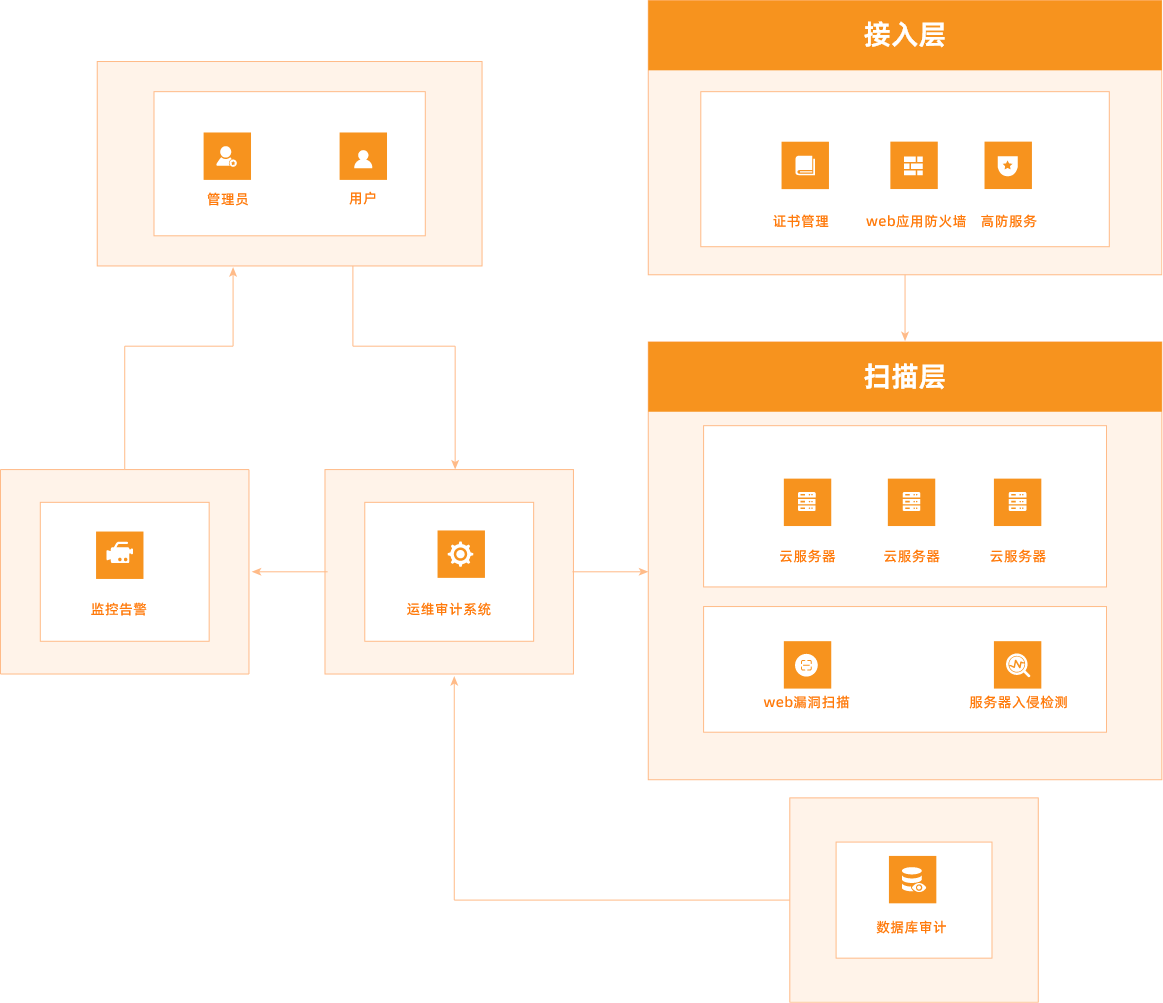 接入层
管理员
用户
证书管理
web应用防火墙
高防服务
扫描层
云服务器
云服务器
云服务器
监控告警
运维审计系统
web漏洞扫描
服务器入侵检测
数据库审计